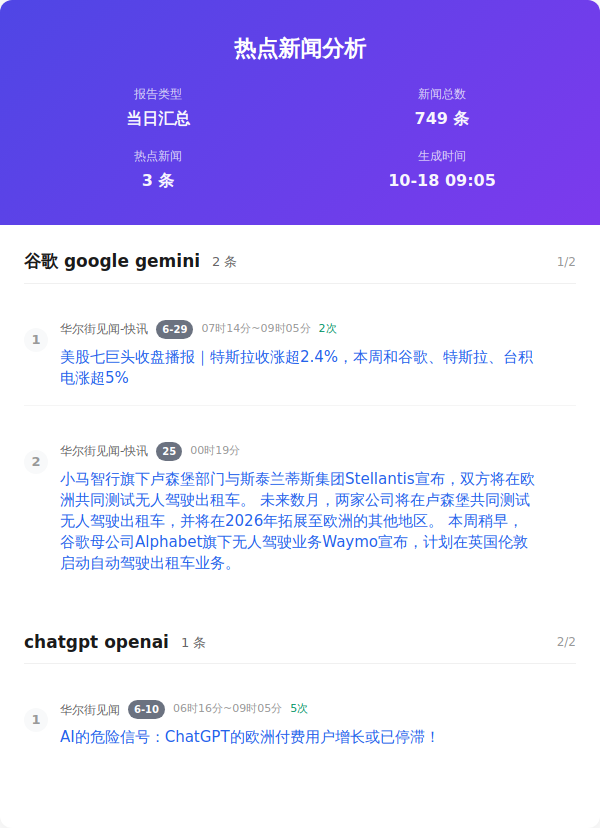 热点新闻分析
报告类型
新闻总数
当日汇总
749 条
热点新闻
生成时间
3 条
10-18 09:05
谷歌 google gemini 2 条 1/2
1 华尔街见闻-快讯 6-29 07时14分~09时05分 2次
美股七巨头收盘播报｜特斯拉收涨超2.4%，本周和谷歌、特斯拉、台积
电涨超5%
2 华尔街见闻-快讯 25 00时19分
小马智行旗下卢森堡部门与斯泰兰蒂斯集团Stellantis宣布，双方将在欧
洲共同测试无人驾驶出租车。 未来数月，两家公司将在卢森堡共同测试
无人驾驶出租车，并将在2026年拓展至欧洲的其他地区。 本周稍早，
谷歌母公司Alphabet旗下无人驾驶业务Waymo宣布，计划在英国伦敦
启动自动驾驶出租车业务。
chatgpt openai 1 条 2/2
1 华尔街见闻 6-10 06时16分~09时05分 5次
AI的危险信号：ChatGPT的欧洲付费用户增长或已停滞！